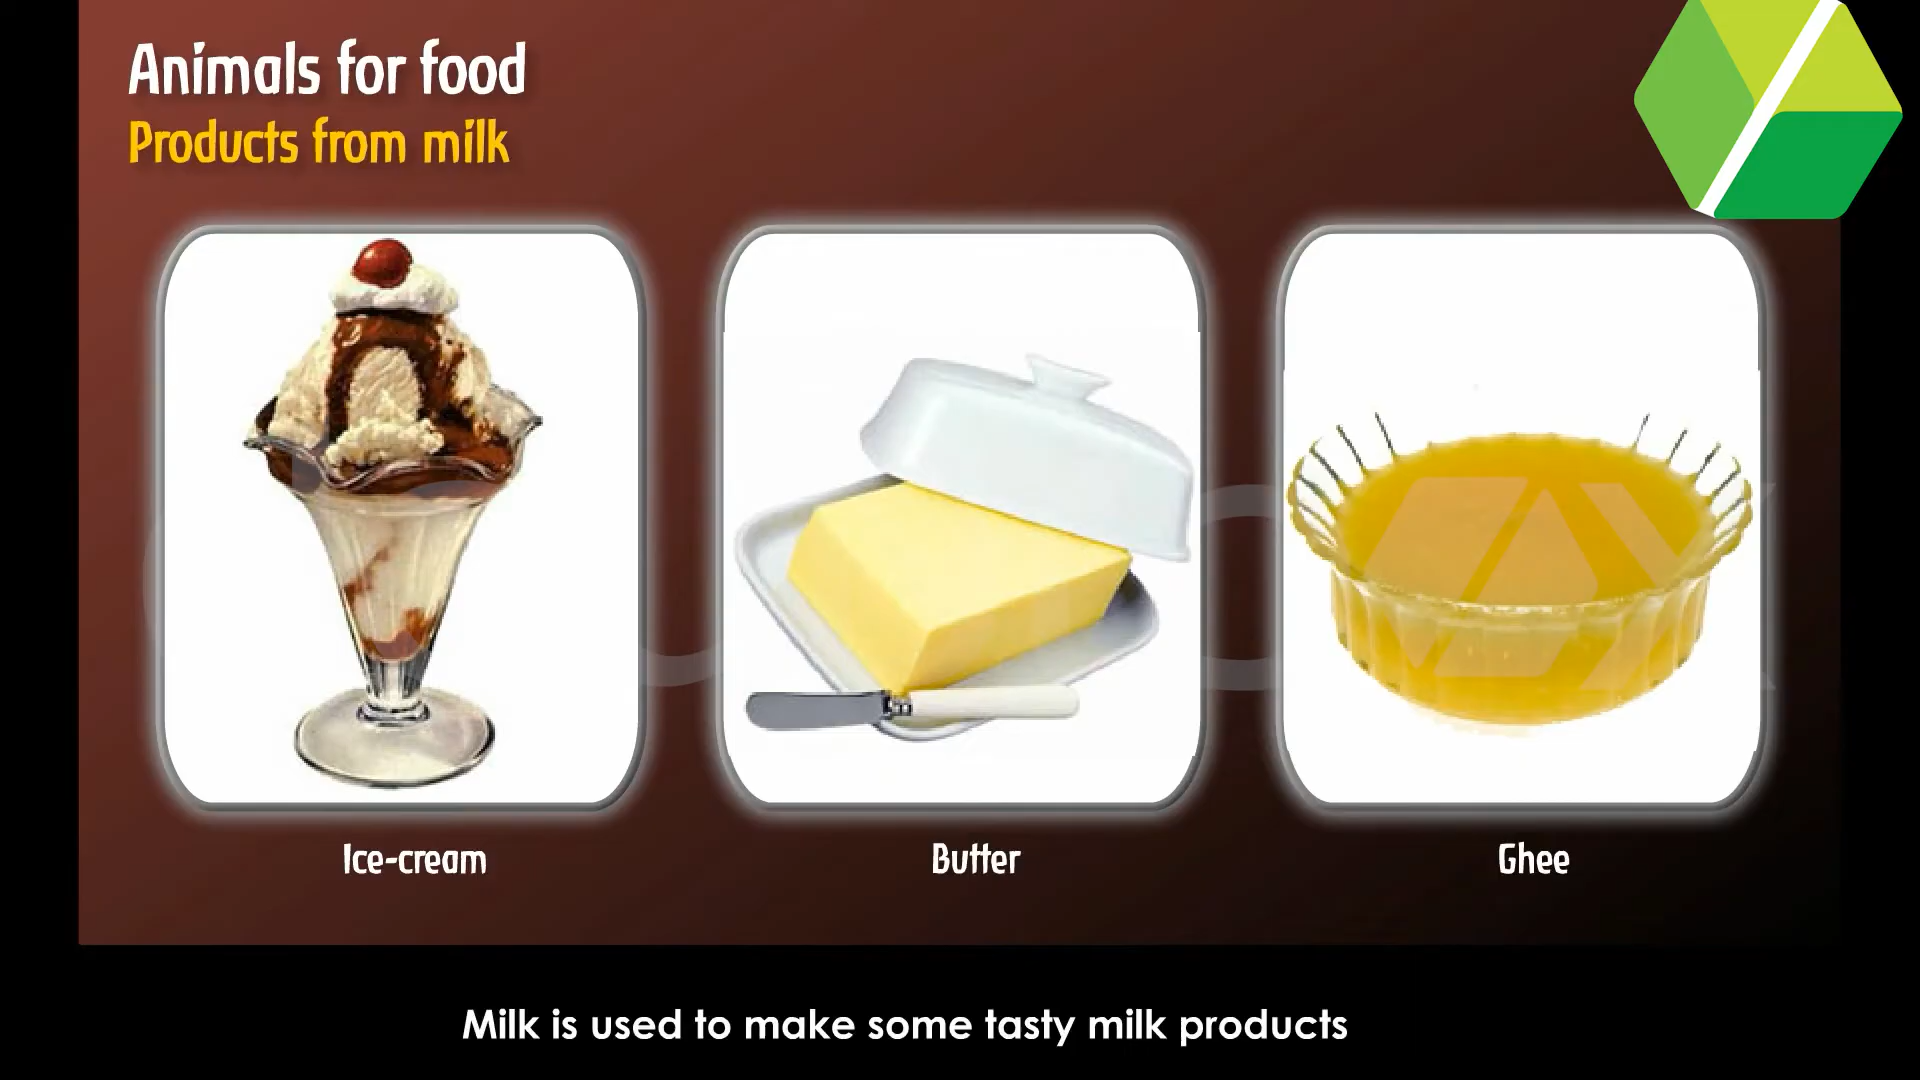 Animals for food
Products from milk
Ice-cream
Butter
Ghee
Milk is used to make some tasty milk products